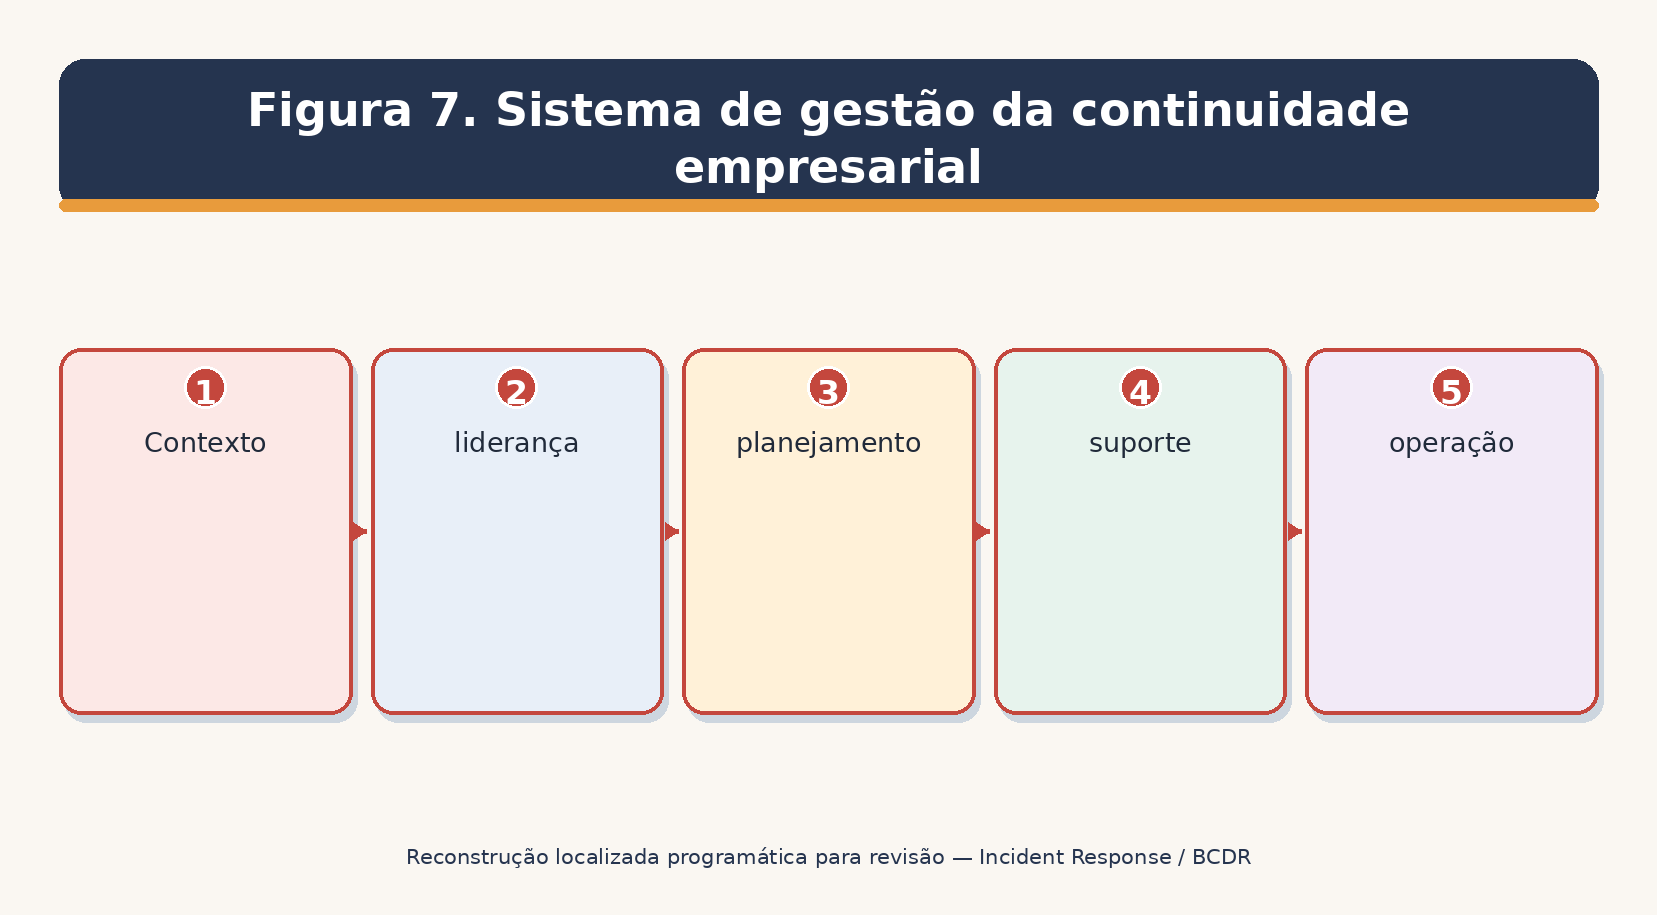 Figura 7. Sistema de gestão da continuidade
empresarial
1
Contexto
2
liderança
3
planejamento
4
suporte
5
operação
Reconstrução localizada programática para revisão — Incident Response / BCDR